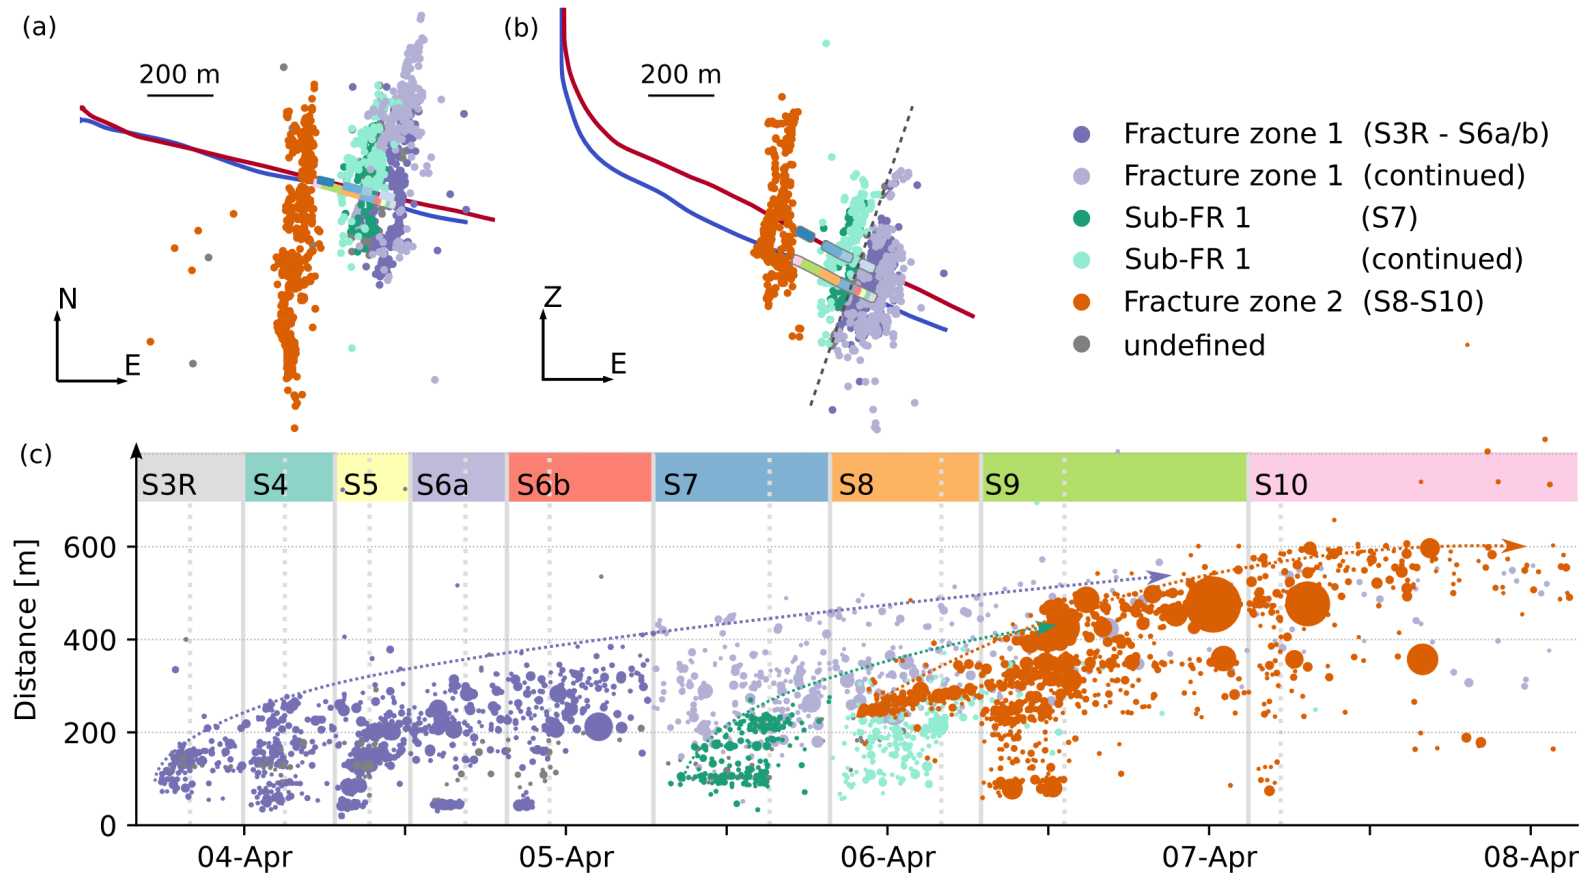 (a)
200 m
N
E
(b)
200 m
Z
E
Fracture zone 1 (S3R - S6a/b)
Fracture zone 1 (continued)
Sub-FR 1 (S7)
Sub-FR 1 (continued)
Fracture zone 2 (S8-S10)
undefined
(c)
S3R S4 S5 S6a S6b S7 S8 S9 S10
Distance [m]
600
400
200
0
04-Apr 05-Apr 06-Apr 07-Apr 08-Apr